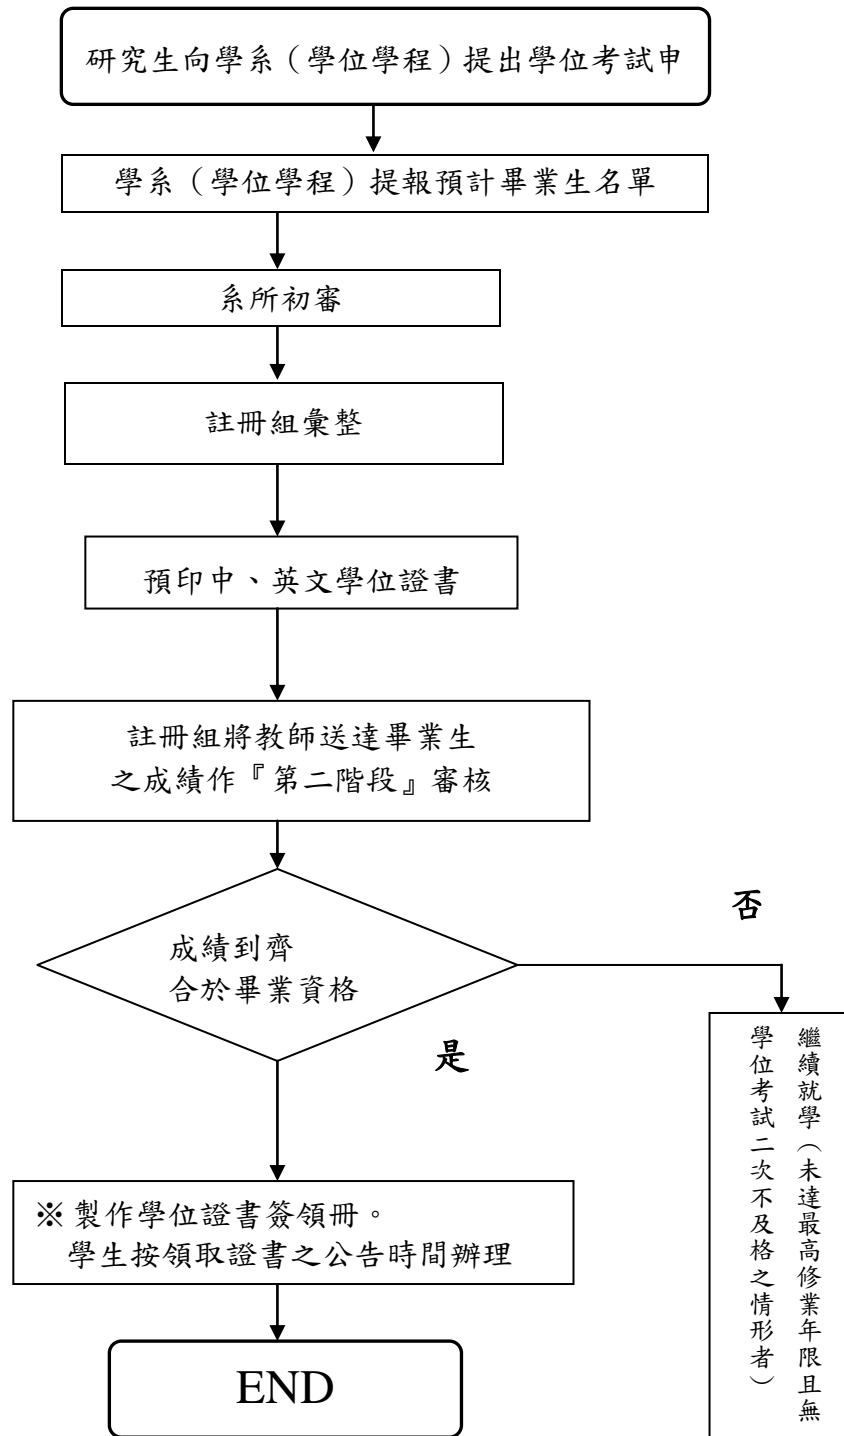 研究生向學系（學位學程）提出學位考試申
學系（學位學程）提報預計畢業生名單
系所初審
註冊組彙整
預印中、英文學位證書
註冊組將教師送達畢業生
之成績作『第二階段』審核
成績到齊
合於畢業資格
否
是
繼續就學（未達最高修業年限且無
學位考試二次不及格之情形者）
※ 製作學位證書簽領冊。
學生按領取證書之公告時間辦理
END